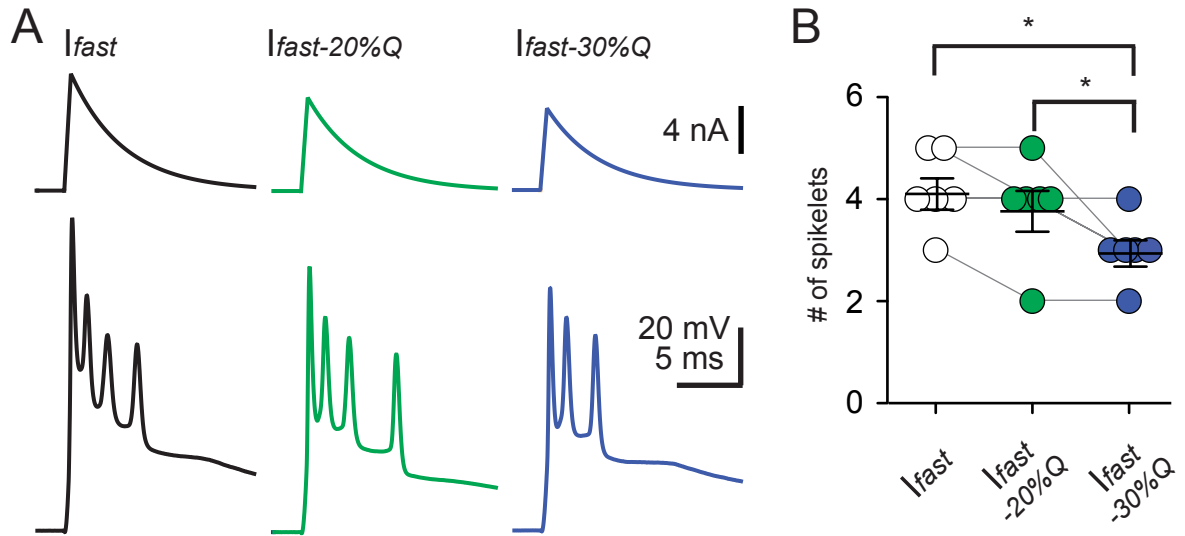 A
Ifast
Ifast-20%Q
Ifast-30%Q
4 nA
20 mV
5 ms
B
*
*
6
4
2
0
# of spikelets
Ifast
Ifast
-20%Q
Ifast
-30%Q